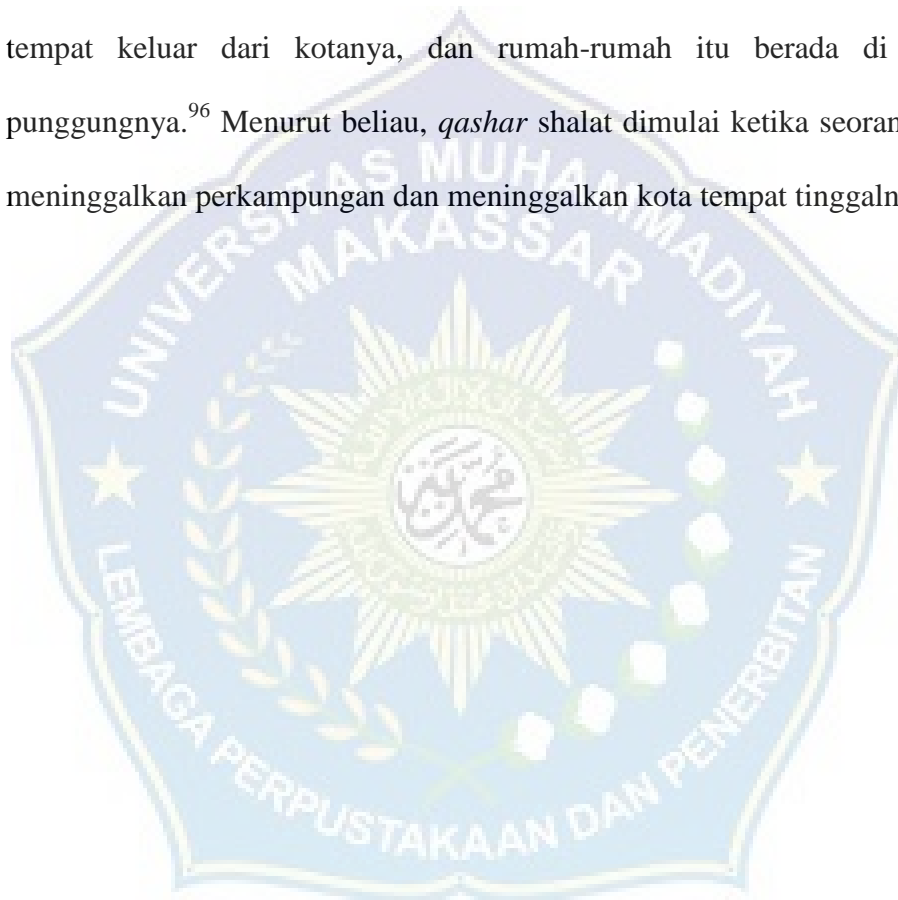 tempat keluar dari kotanya, dan rumah-rumah itu berada di
punggungnya.96 Menurut beliau, qashar shalat dimulai ketika seoran
meninggalkan perkampungan dan meninggalkan kota tempat tinggaln
UNIVERSITAS MUHAMMADIYAH
MAKASSAR
LEMBAGA PERPUSTAKAAN DAN PENERBITAN